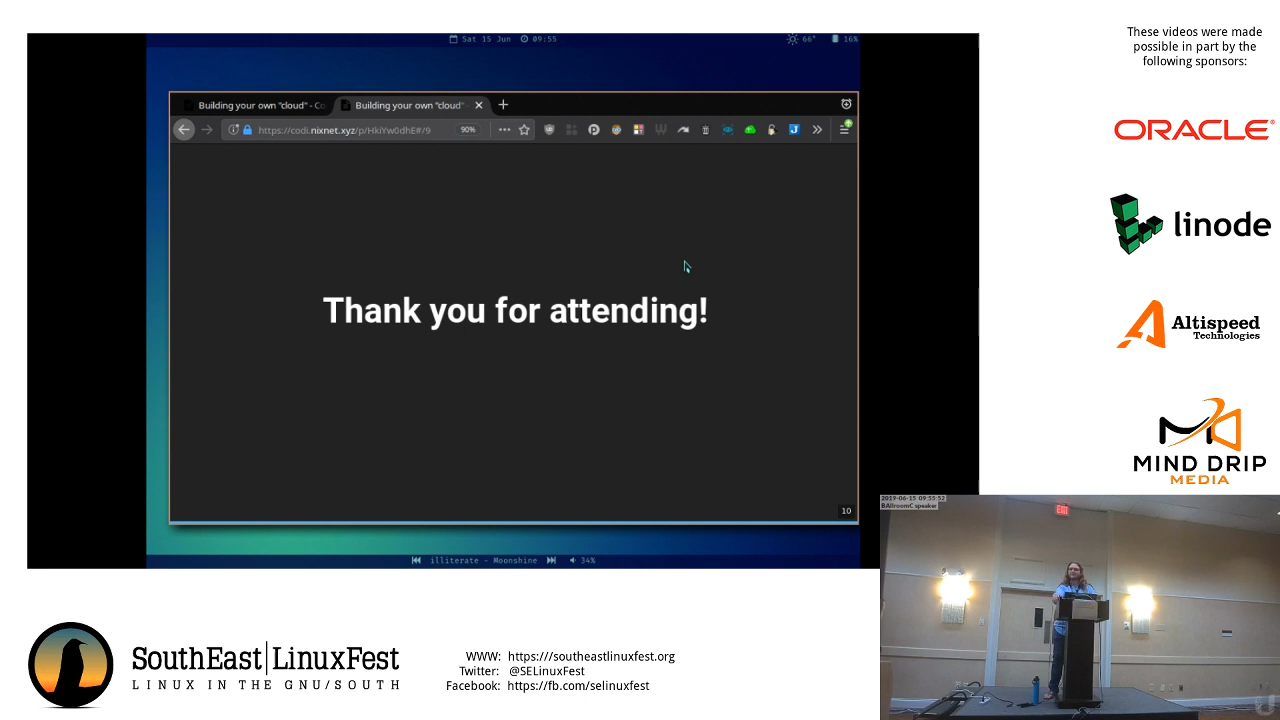 These videos were made
possible in part by the
following sponsors:
Sat 15 Jun 09:55
66°
16%
Building your own "cloud" - Co
Building your own "cloud"
https://codi.nixnet.xyz/p/HkiYw0dhE#/9
90%
Thank you for attending!
10
illiterate - Moonshine
34%
ORACLE®
linode
Altispeed
Technologies
MIND DRIP
MEDIA
2019-06-15 09:55:52
BAllroomC speaker
EXIT
SouthEast LinuxFest
LINUX IN THE GNU/SOUTH
WWW: https:///southeastlinuxfest.org
Twitter: @SELinuxFest
Facebook: https://fb.com/selinuxfest